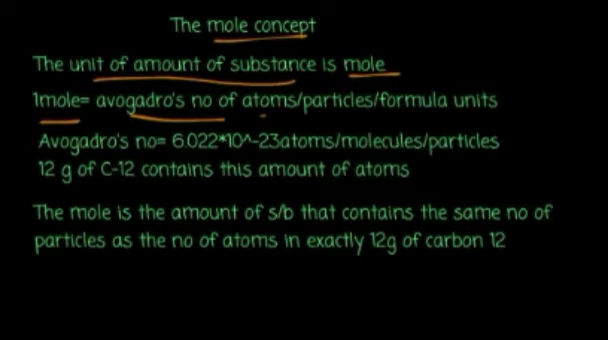 The mole concept
The unit of amount of substance is mole
1mole= avogadro's no of atoms/particles/formula units
Avogadro's no= 6.022*10^-23atoms/molecules/particles
12 g of C-12 contains this amount of atoms
The mole is the amount of s/b that contains the same no of
particles as the no of atoms in exactly 12g of carbon 12